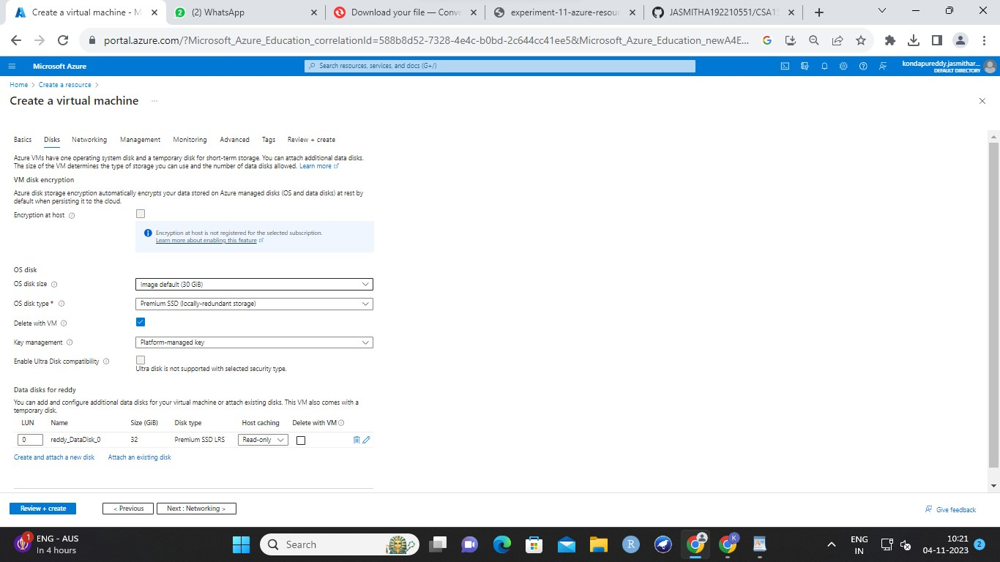 Create a virtual machine - M
(2) WhatsApp
Download your file — Conve
experiment-11-azure-resour
JASMITHA192210551/CSA13
portal.azure.com/?Microsoft_Azure_Education_correlationId=588b8d52-7328-4e4c-b0bd-2c644cc41ee5&Microsoft_Azure_Education_newA4E...
Microsoft Azure
Search resources, services, and docs (G+/)
kondapureddy.jasmithar...
DEFAULT DIRECTORY
Home > Create a resource >
Create a virtual machine ...
Basics Disks Networking Management Monitoring Advanced Tags Review + create
Azure VMs have one operating system disk and a temporary disk for short-term storage. You can attach additional data disks.
The size of the VM determines the type of storage you can use and the number of data disks allowed. Learn more
VM disk encryption
Azure disk storage encryption automatically encrypts your data stored on Azure managed disks (OS and data disks) at rest by
default when persisting it to the cloud.
Encryption at host
Encryption at host is not registered for the selected subscription.
Learn more about enabling this feature
OS disk
OS disk size
Image default (30 GiB)
OS disk type *
Premium SSD (locally-redundant storage)
Delete with VM
Key management
Platform-managed key
Enable Ultra Disk compatibility
Ultra disk is not supported with selected security type.
Data disks for reddy
You can add and configure additional data disks for your virtual machine or attach existing disks. This VM also comes with a
temporary disk.
LUN Name Size (GiB) Disk type Host caching Delete with VM
0 reddy_DataDisk_0 32 Premium SSD LRS Read-only
Create and attach a new disk Attach an existing disk
Review + create
< Previous
Next : Networking >
Give feedback
1
ENG - AUS
In 4 hours
Search
ENG
IN
10:21
04-11-2023
2